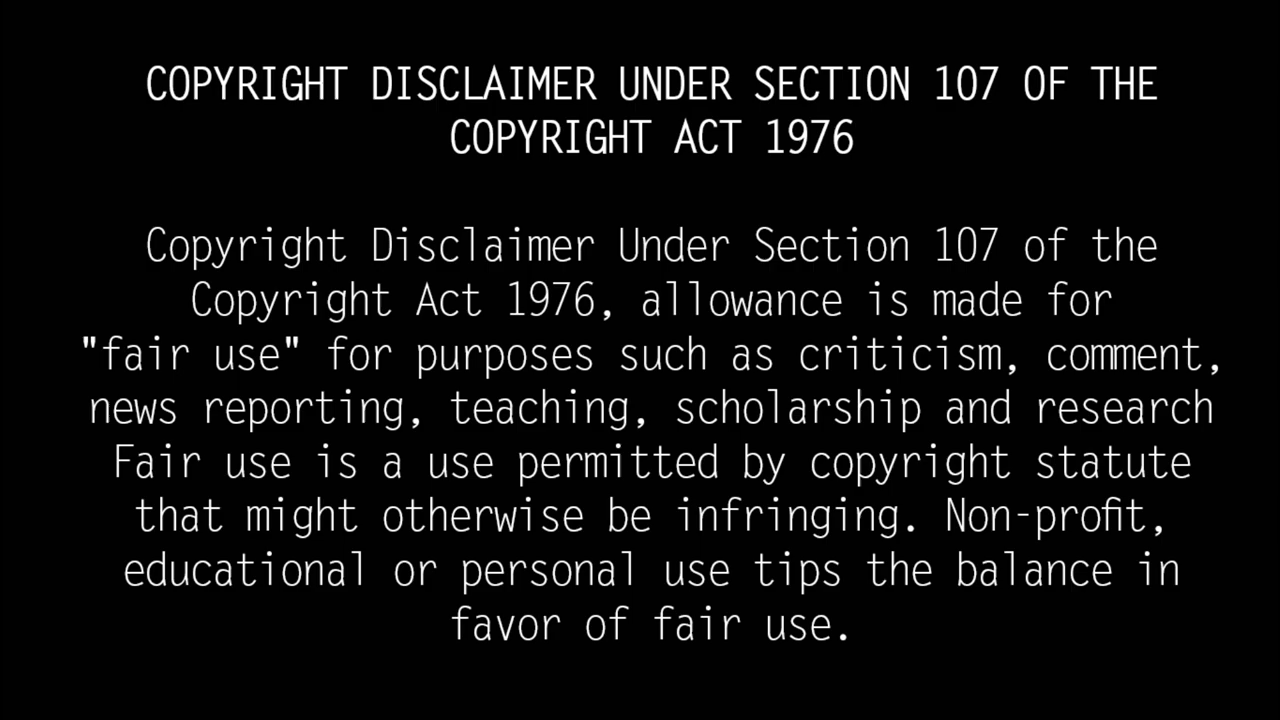 COPYRIGHT DISCLAIMER UNDER SECTION 107 OF THE
COPYRIGHT ACT 1976
Copyright Disclaimer Under Section 107 of the
Copyright Act 1976, allowance is made for
"fair use" for purposes such as criticism, comment,
news reporting, teaching, scholarship and research
Fair use is a use permitted by copyright statute
that might otherwise be infringing. Non-profit,
educational or personal use tips the balance in
favor of fair use.